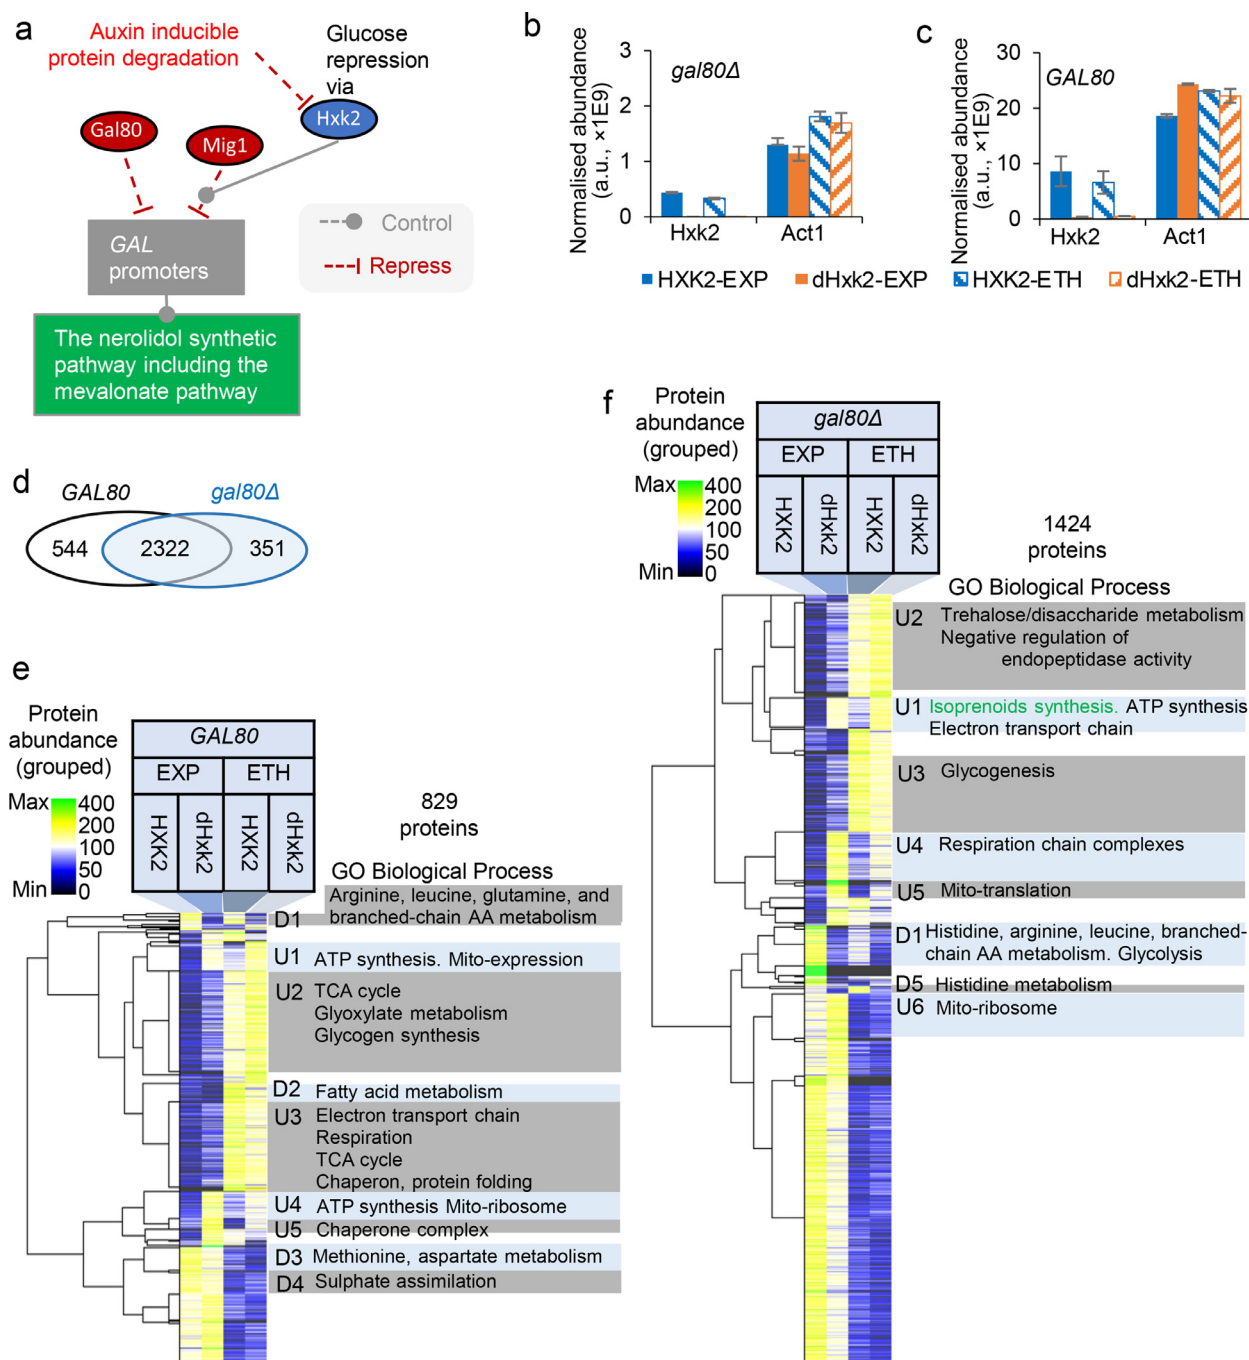 a
Auxin inducible
protein degradation
Glucose
repression
via
Hxk2
Gal80
Mig1
GAL
promoters
Control
Repress
The nerolidol synthetic
pathway including the
mevalonate pathway
b
Normalised abundance
(a.u., ×1E9)
3
2
1
0
gal80Δ
Hxk2
Act1
c
Normalised abundance
(a.u., ×1E9)
30
20
10
0
GAL80
Hxk2
Act1
HXK2-EXP
dHxk2-EXP
HXK2-ETH
dHxk2-ETH
d
GAL80
gal80Δ
544
2322
351
e
Protein
abundance
(grouped)
Max
Min
400
200
100
50
0
GAL80
EXP
ETH
HXK2
dHxk2
HXK2
dHxk2
829
proteins
GO Biological Process
D1
Arginine, leucine, glutamine, and
branched-chain AA metabolism
U1 ATP synthesis. Mito-expression
U2 TCA cycle
Glyoxylate metabolism
Glycogen synthesis
D2 Fatty acid metabolism
U3 Electron transport chain
Respiration
TCA cycle
Chaperon, protein folding
U4 ATP synthesis Mito-ribosome
U5 Chaperone complex
D3 Methionine, aspartate metabolism
D4 Sulphate assimilation
f
Protein
abundance
(grouped)
Max
Min
400
200
100
50
0
gal80Δ
EXP
ETH
HXK2
dHxk2
HXK2
dHxk2
1424
proteins
GO Biological Process
U2 Trehalose/disaccharide metabolism
Negative regulation of
endopeptidase activity
U1 Isoprenoids synthesis. ATP synthesis
Electron transport chain
U3 Glycogenesis
U4 Respiration chain complexes
U5 Mito-translation
D1 Histidine, arginine, leucine, branched-
chain AA metabolism. Glycolysis
D5 Histidine metabolism
U6 Mito-ribosome